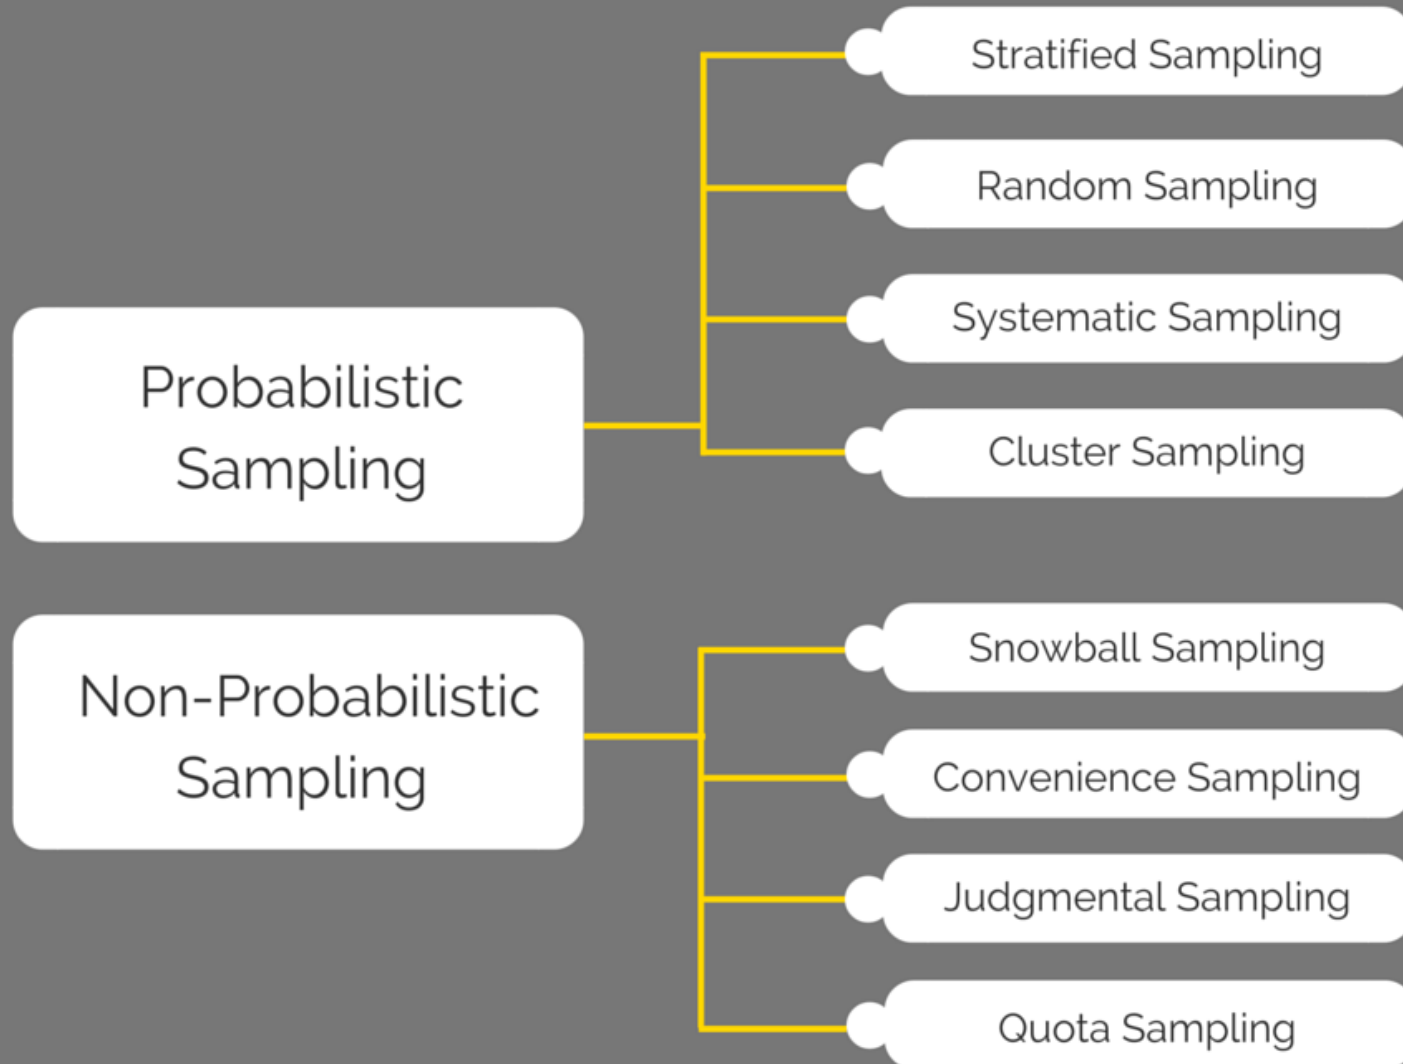 Probabilistic
Sampling
Stratified Sampling
Random Sampling
Systematic Sampling
Cluster Sampling
Non-Probabilistic
Sampling
Snowball Sampling
Convenience Sampling
Judgmental Sampling
Quota Sampling